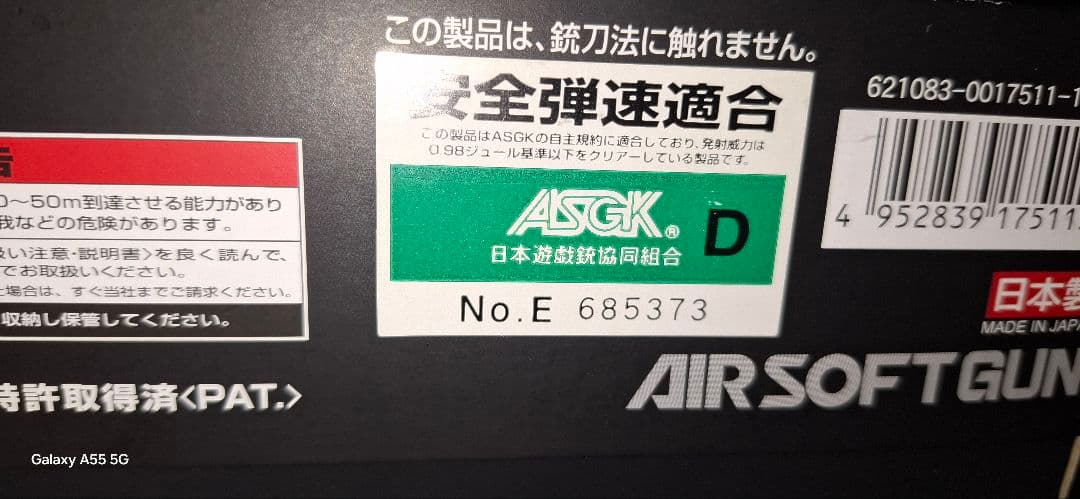 この製品は、銃刀法に触れません。
安全弾速適合
この製品はASGKの自主規約に適合しており、発射威力は
0.98ジュール基準以下をクリアーしている製品です。
ASGK®
日本遊戯銃協同組合
D
No.E 685373
621083-0017511-1
4 952839 17511
日本製
MADE IN JAPA
AIRSOFTGUN
告
0～50m到達させる能力があり
我などの危険があります。
扱い注意・説明書〉を良く読んで、
でお取扱いください。
場合は、すぐ当社までご請求ください。
収納し保管してください。
特許取得済〈PAT.〉
Galaxy A55 5G